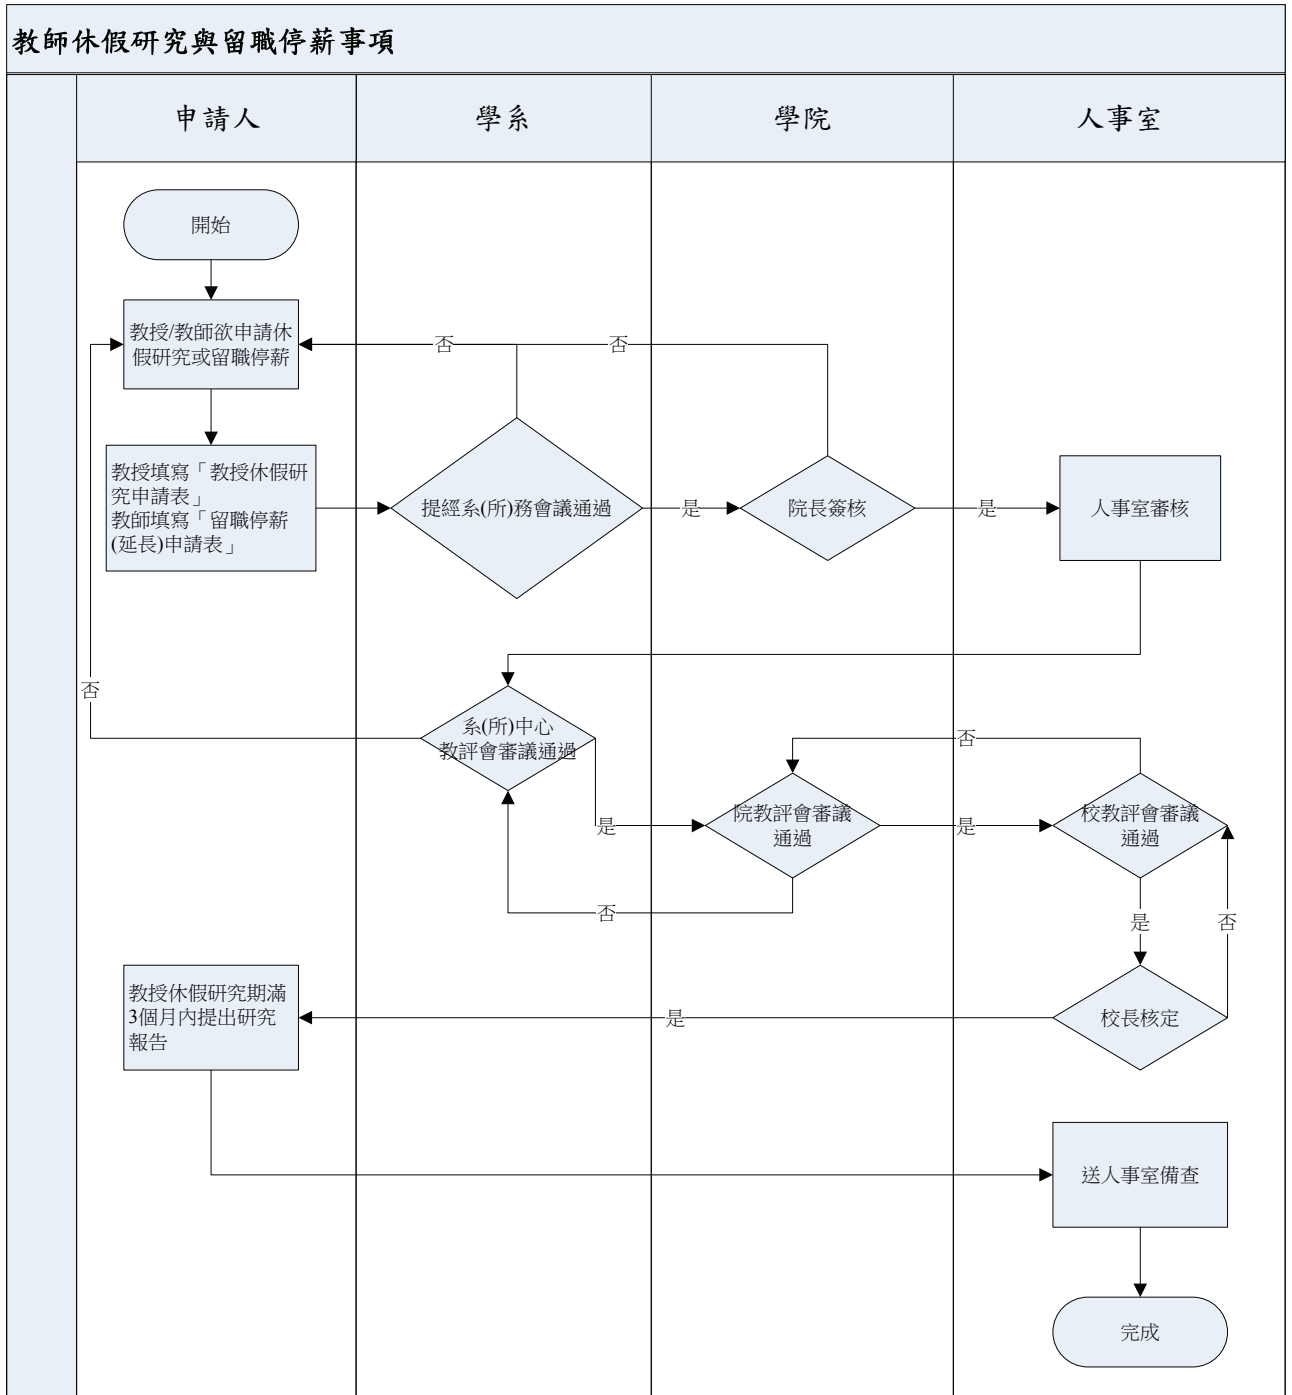 教師休假研究與留職停薪事項
申請人
學系
學院
人事室
開始
教授/教師欲申請休
假研究或留職停薪
否
否
教授填寫「教授休假研
究申請表」
教師填寫「留職停薪
(延長)申請表」
提經系(所)務會議通過
是
院長簽核
是
人事室審核
否
系(所)中心
教評會審議通過
是
否
院教評會審議
通過
是
否
校教評會審議
通過
是
否
教授休假研究期滿
3個月內提出研究
報告
是
校長核定
送人事室備查
完成